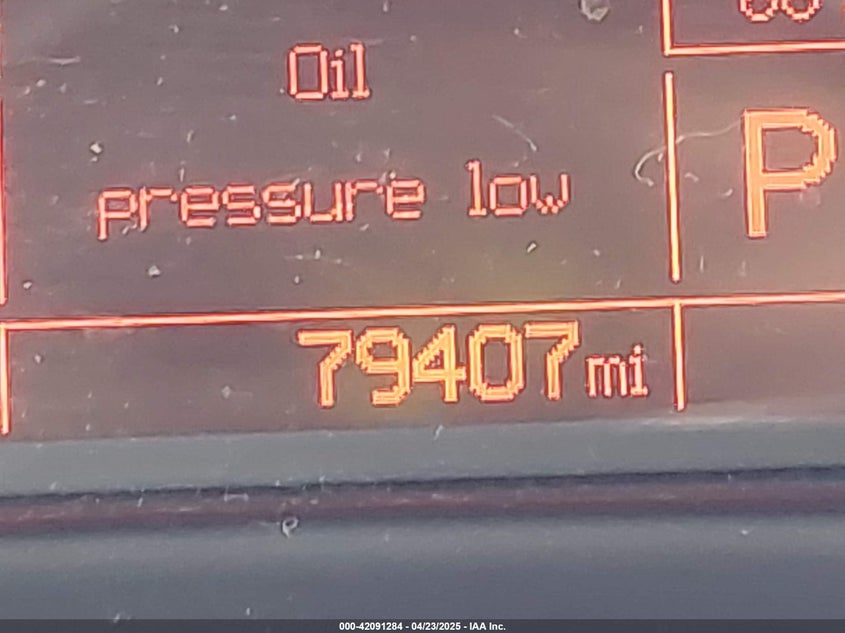 Oil
pressure low
P
79407 mi
000-42091284 - 04/23/2025 - IAA Inc.